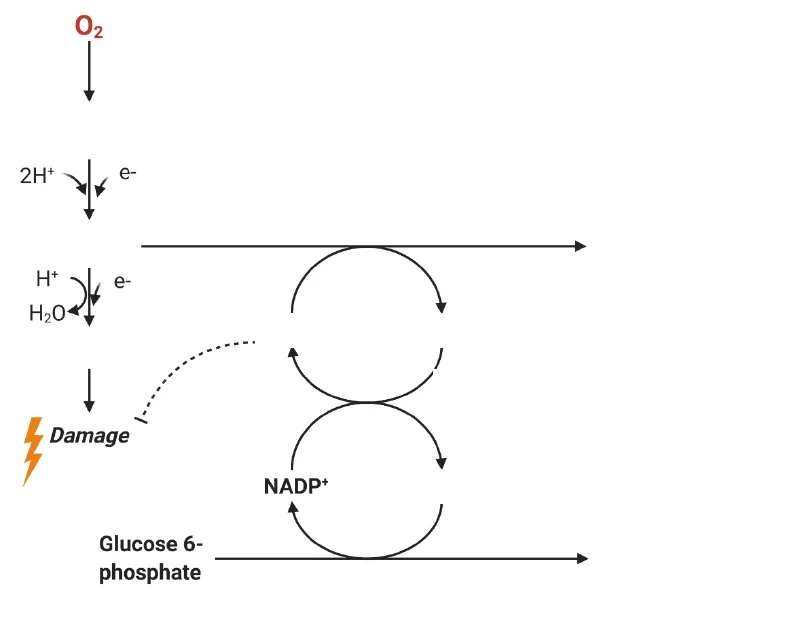 O₂
2H⁺
e-
H⁺
e-
H₂O
Damage
NADP⁺
Glucose 6-
phosphate